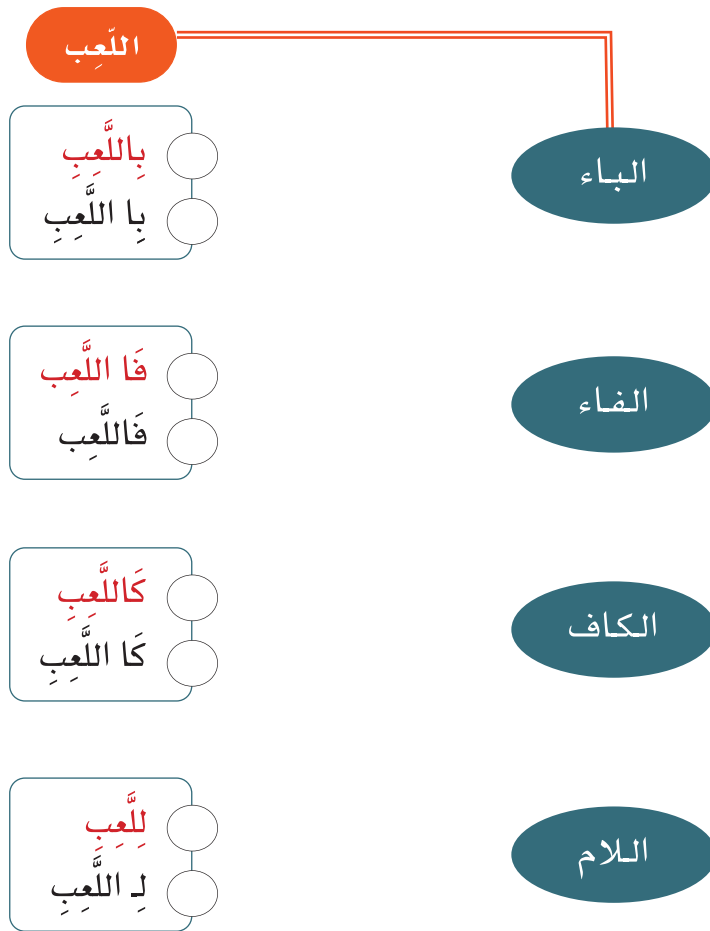 اللّعِب
الباء
بِاللَّعِبِ
بِا اللَّعِبِ
الفاء
فَا اللَّعِب
فَاللَّعِب
الكاف
كَاللَّعِبِ
كَا اللَّعِبِ
اللام
لِلَّعِبِ
لِـ اللَّعِبِ